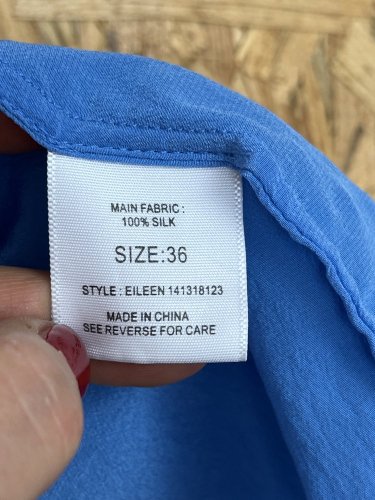 MAIN FABRIC :
100% SILK
SIZE:36
STYLE : EILEEN 141318123
MADE IN CHINA
SEE REVERSE FOR CARE